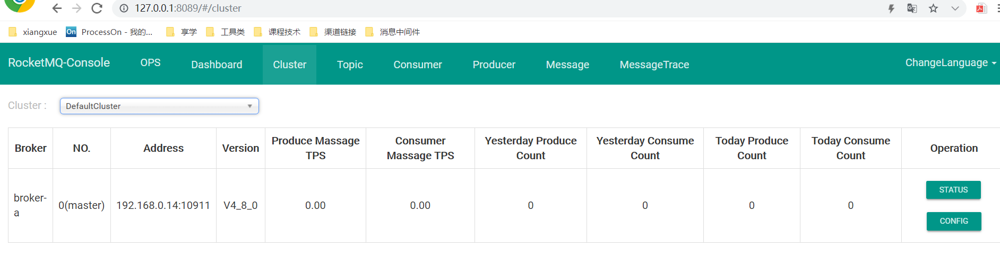 127.0.0.1:8089/#/cluster
xiangxue On ProcessOn - 我的... 享学 工具类 课程技术 渠道链接 消息中间件
RocketMQ-Console OPS Dashboard Cluster Topic Consumer Producer Message MessageTrace ChangeLanguage
Cluster : DefaultCluster
Broker NO. Address Version Produce Massage TPS Consumer Massage TPS Yesterday Produce Count Yesterday Consume Count Today Produce Count Today Consume Count Operation
broker-a 0(master) 192.168.0.14:10911 V4_8_0 0.00 0.00 0 0 0 0 STATUS
CONFIG